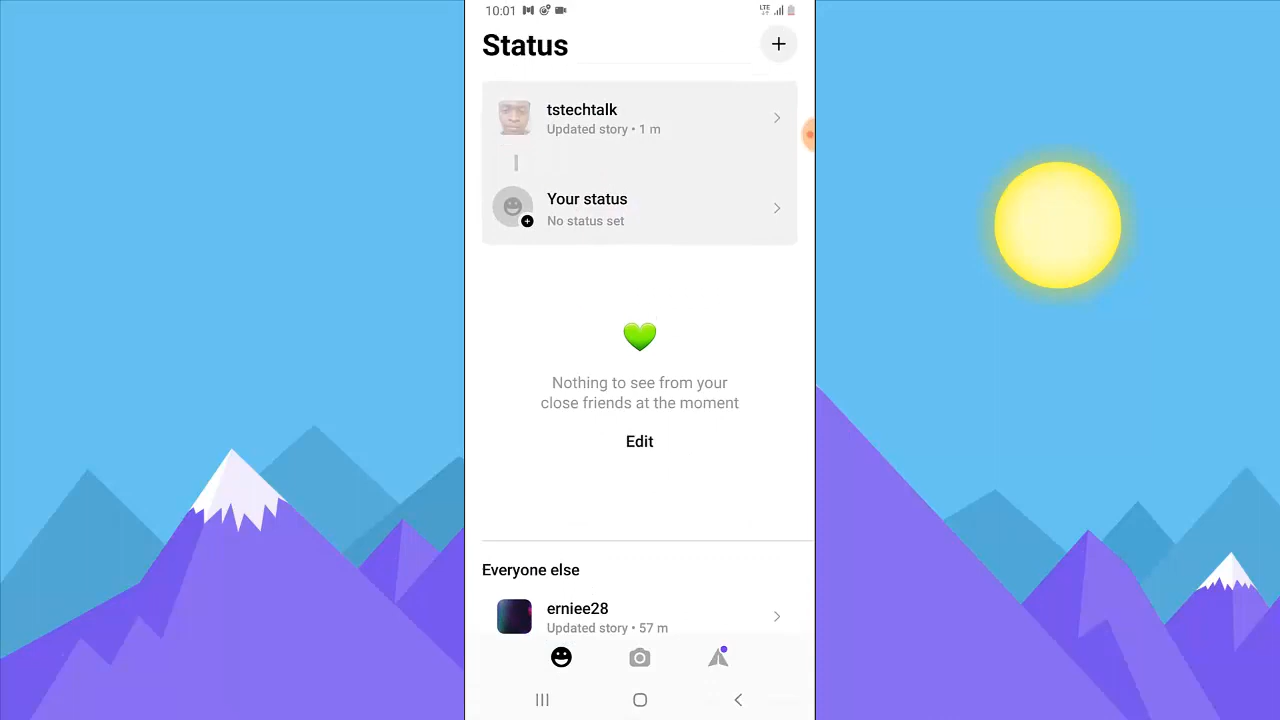 10:01
LTE
Status
tstechtalk
Updated story • 1 m
Your status
No status set
Nothing to see from your
close friends at the moment
Edit
Everyone else
erniee28
Updated story • 57 m